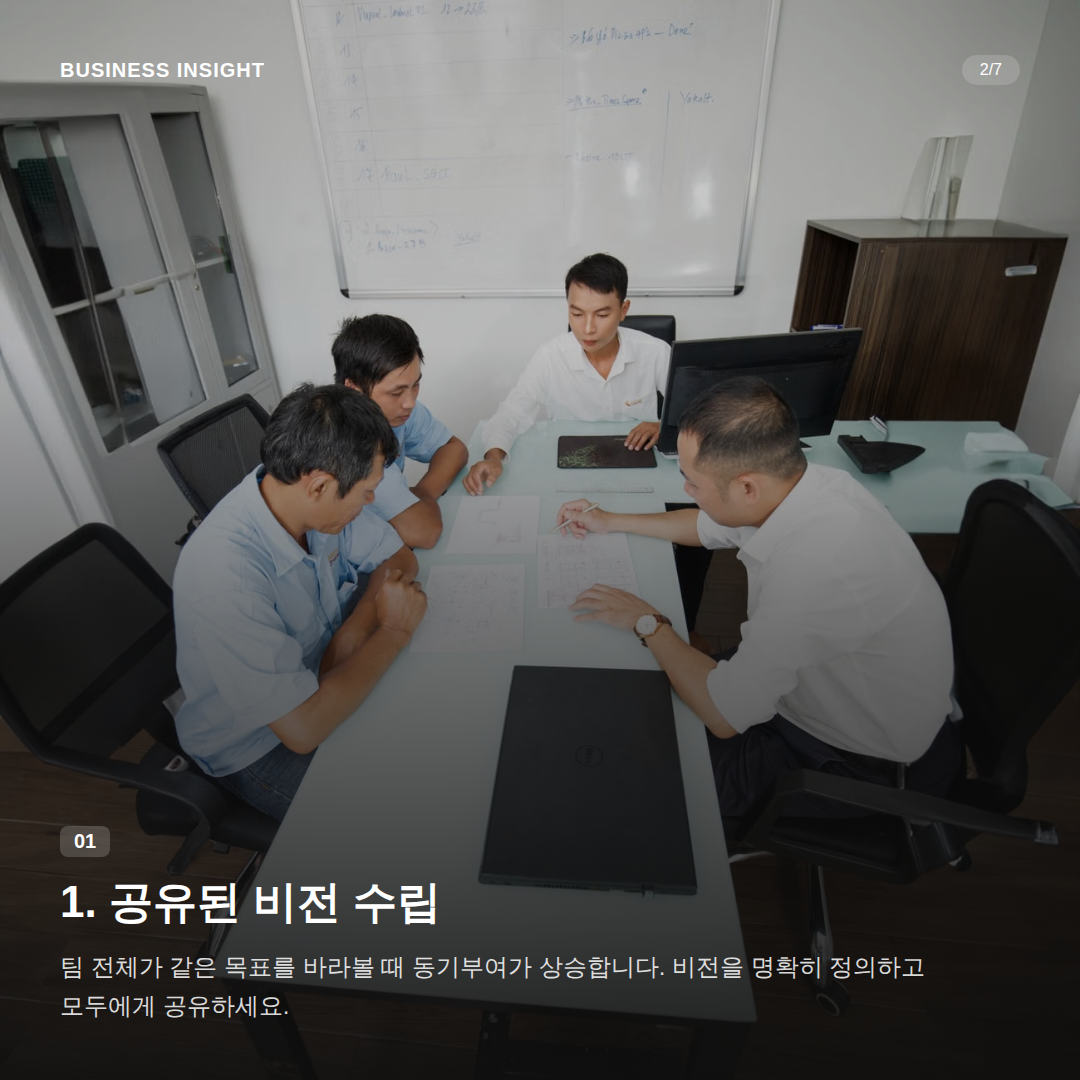 BUSINESS INSIGHT
2/7
01
1. 공유된 비전 수립
팀 전체가 같은 목표를 바라볼 때 동기부여가 상승합니다. 비전을 명확히 정의하고
모두에게 공유하세요.